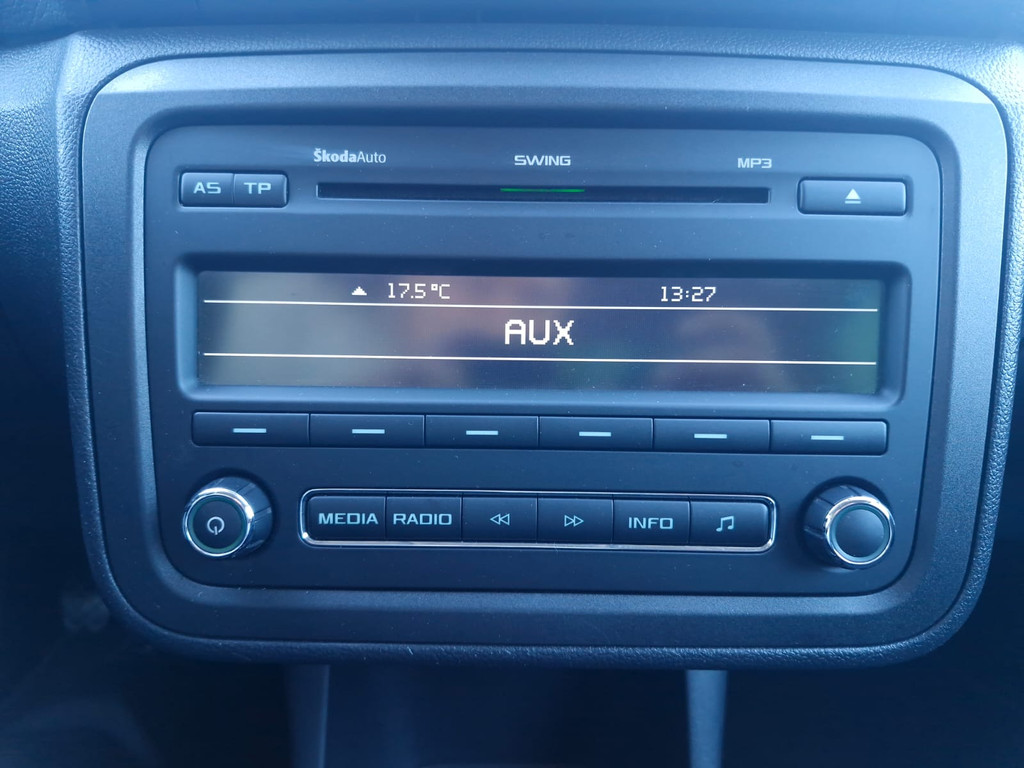 ŠkodaAuto SWING MP3
AS TP
17.5°C 13:27
AUX
MEDIA RADIO INFO